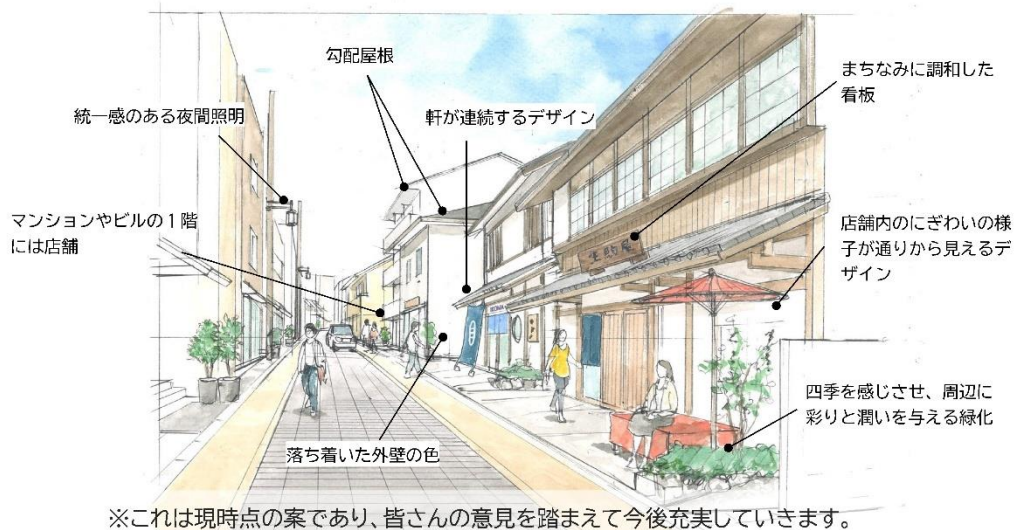 勾配屋根
まちなみに調和した
看板
統一感のある夜間照明
軒が連続するデザイン
マンションやビルの１階
には店舗
店舗内のにぎわいの様
子が通りから見えるデ
ザイン
四季を感じさせ、周辺に
彩りと潤いを与える緑化
落ち着いた外壁の色
※これは現時点の案であり、皆さんの意見を踏まえて今後充実していきます。